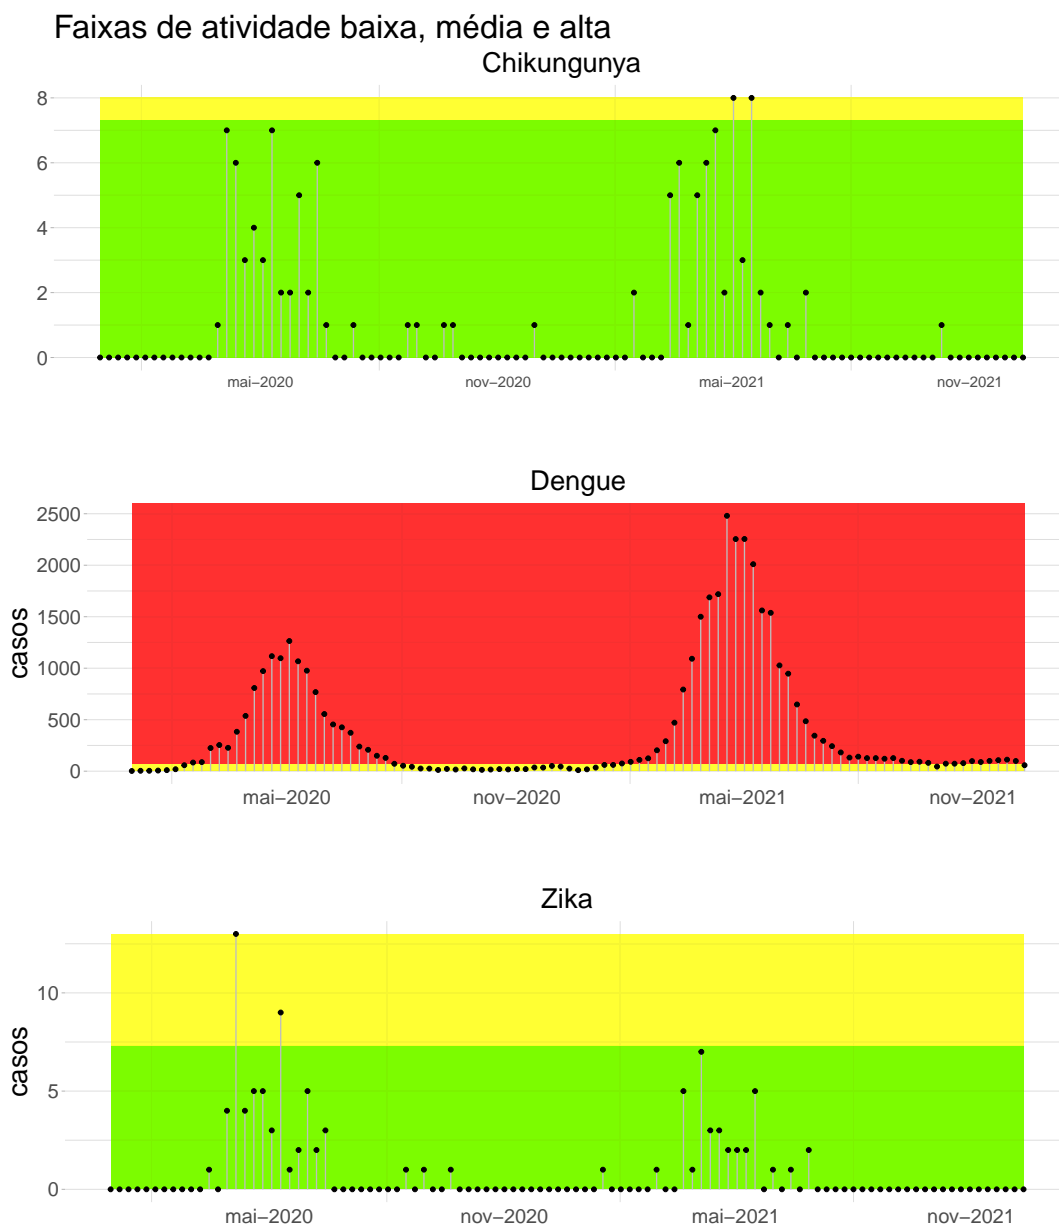 Faixas de atividade baixa, média e alta
Chikungunya
8
6
4
2
0
mai−2020 nov−2020 mai−2021 nov−2021
Dengue
casos
2500
2000
1500
1000
500
0
mai−2020 nov−2020 mai−2021 nov−2021
Zika
casos
10
5
0
mai−2020 nov−2020 mai−2021 nov−2021